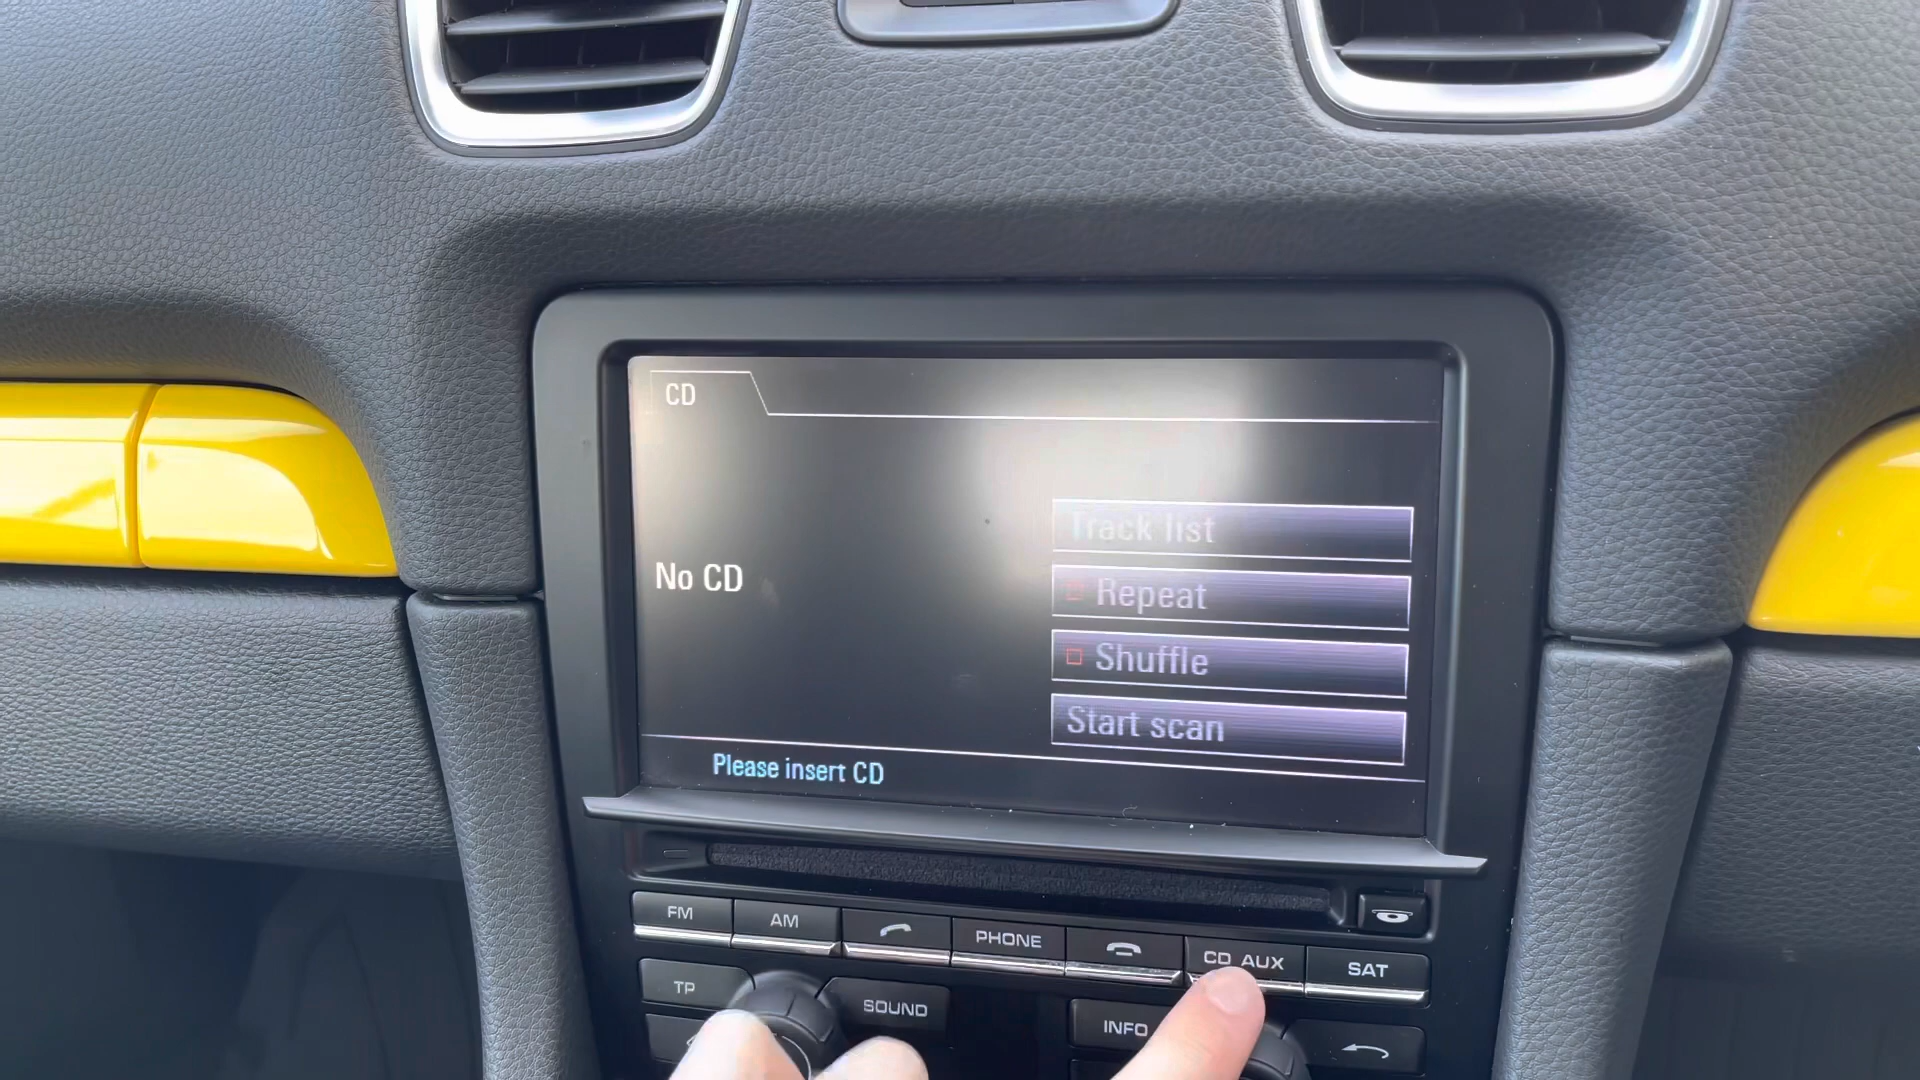 CD
Track list
No CD
Repeat
Shuffle
Start scan
Please insert CD
FM
AM
PHONE
CD AUX
SAT
TP
SOUND
INFO